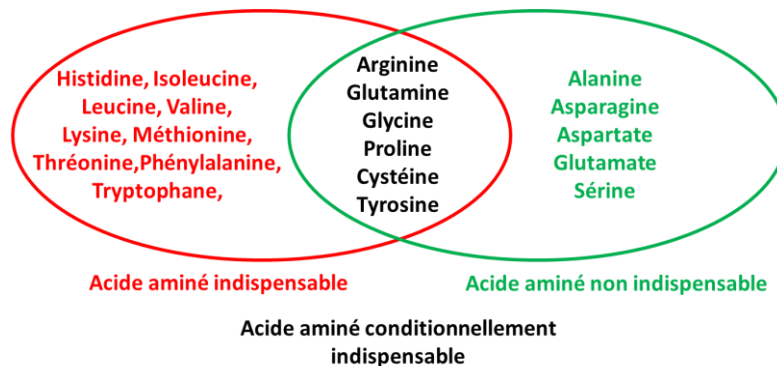 Histidine, Isoleucine,
Leucine, Valine,
Lysine, Méthionine,
Thréonine,Phénylalanine,
Tryptophane,
Arginine
Glutamine
Glycine
Proline
Cystéine
Tyrosine
Alanine
Asparagine
Aspartate
Glutamate
Sérine
Acide aminé indispensable
Acide aminé non indispensable
Acide aminé conditionnellement
indispensable